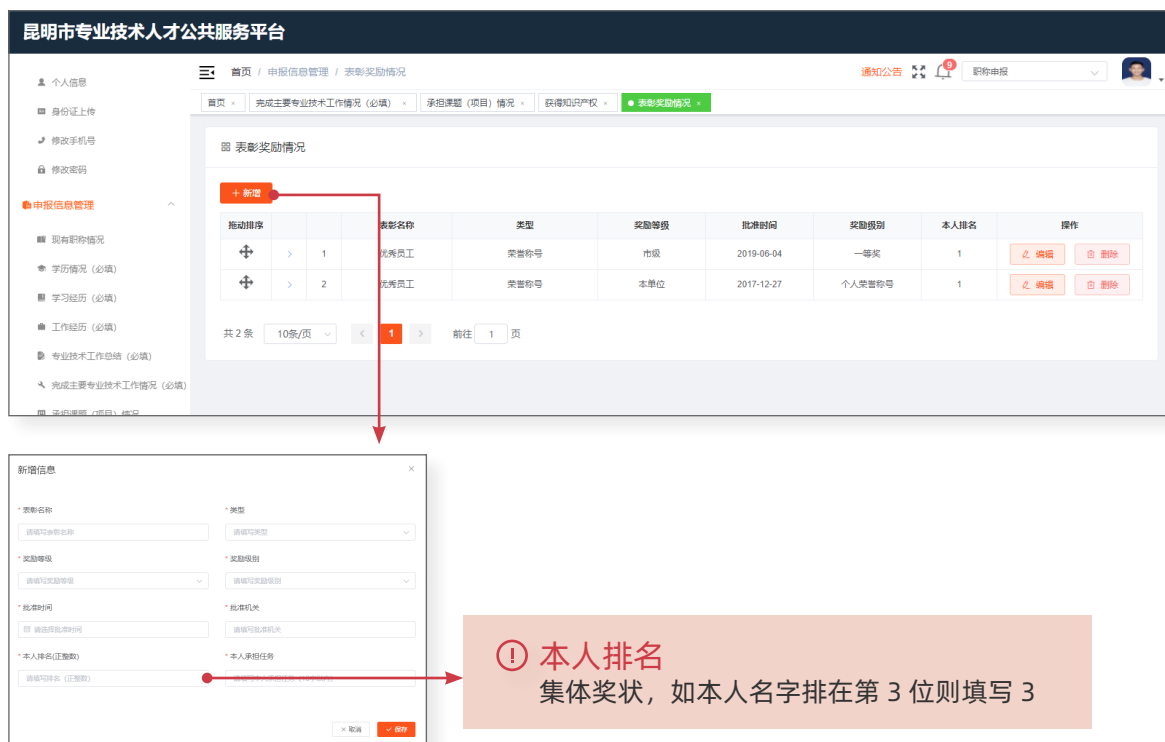 昆明市专业技术人才公共服务平台
首页 / 申报信息管理 / 表彰奖励情况
通知公告
9
职称申报
首页 ×
完成主要专业技术工作情况（必填） ×
承担课题（项目）情况 ×
获得知识产权 ×
表彰奖励情况 ×
个人信息
身份证上传
修改手机号
修改密码
申报信息管理
现有职称情况
学历情况（必填）
学习经历（必填）
工作经历（必填）
专业技术工作总结（必填）
完成主要专业技术工作情况（必填）
承担课题（项目）情况
表彰奖励情况
+ 新增
拖动排序 表彰名称 类型 奖励等级 批准时间 奖励级别 本人排名 操作
1 优秀员工 荣誉称号 市级 2019-06-04 一等奖 1 编辑 删除
2 优秀员工 荣誉称号 本单位 2017-12-27 个人荣誉称号 1 编辑 删除
共 2 条 10条/页 < 1 > 前往 1 页
新增信息 ×
* 表彰名称 * 类型
请填写表彰名称 请填写类型
* 奖励等级 * 奖励级别
请填写奖励等级 请填写奖励级别
* 批准时间 * 批准机关
请选择批准时间 请填写批准机关
* 本人排名(正整数) * 本人承担任务
请填写排名（正整数）
× 取消 保存
本人排名
集体奖状，如本人名字排在第 3 位则填写 3